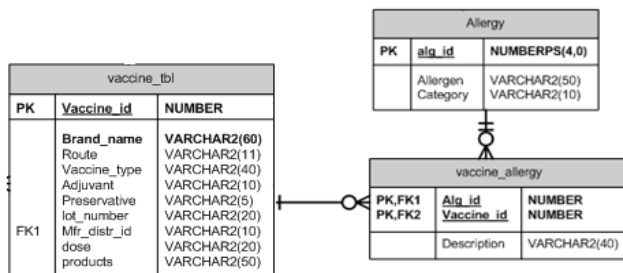 Allergy
PK alg_id NUMBERPS(4,0)
Allergen VARCHAR2(50)
Category VARCHAR2(10)
vaccine_tbl
PK Vaccine_id NUMBER
Brand_name VARCHAR2(60)
Route VARCHAR2(11)
Vaccine_type VARCHAR2(40)
Adjuvant VARCHAR2(10)
Preservative VARCHAR2(5)
lot_number VARCHAR2(20)
FK1 Mfr_distr_id VARCHAR2(10)
dose VARCHAR2(20)
products VARCHAR2(50)
vaccine_allergy
PK,FK1 Alg_id NUMBER
PK,FK2 Vaccine_id NUMBER
Description VARCHAR2(40)